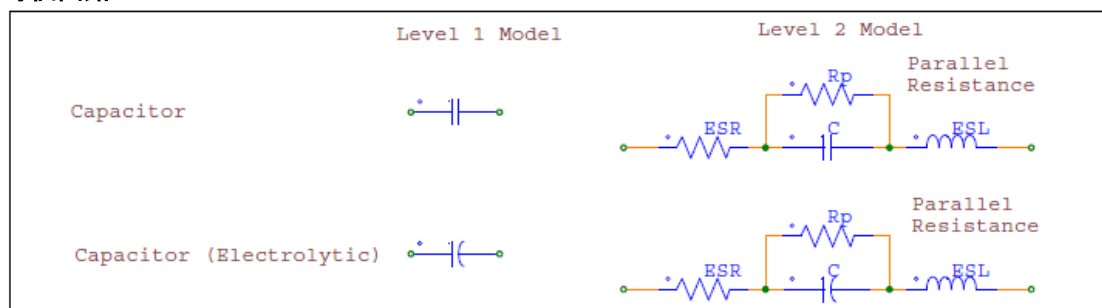 Level 1 Model
Level 2 Model
Capacitor
Rp
Parallel
Resistance
ESR
C
ESL
Capacitor (Electrolytic)
Rp
Parallel
Resistance
ESR
C
ESL